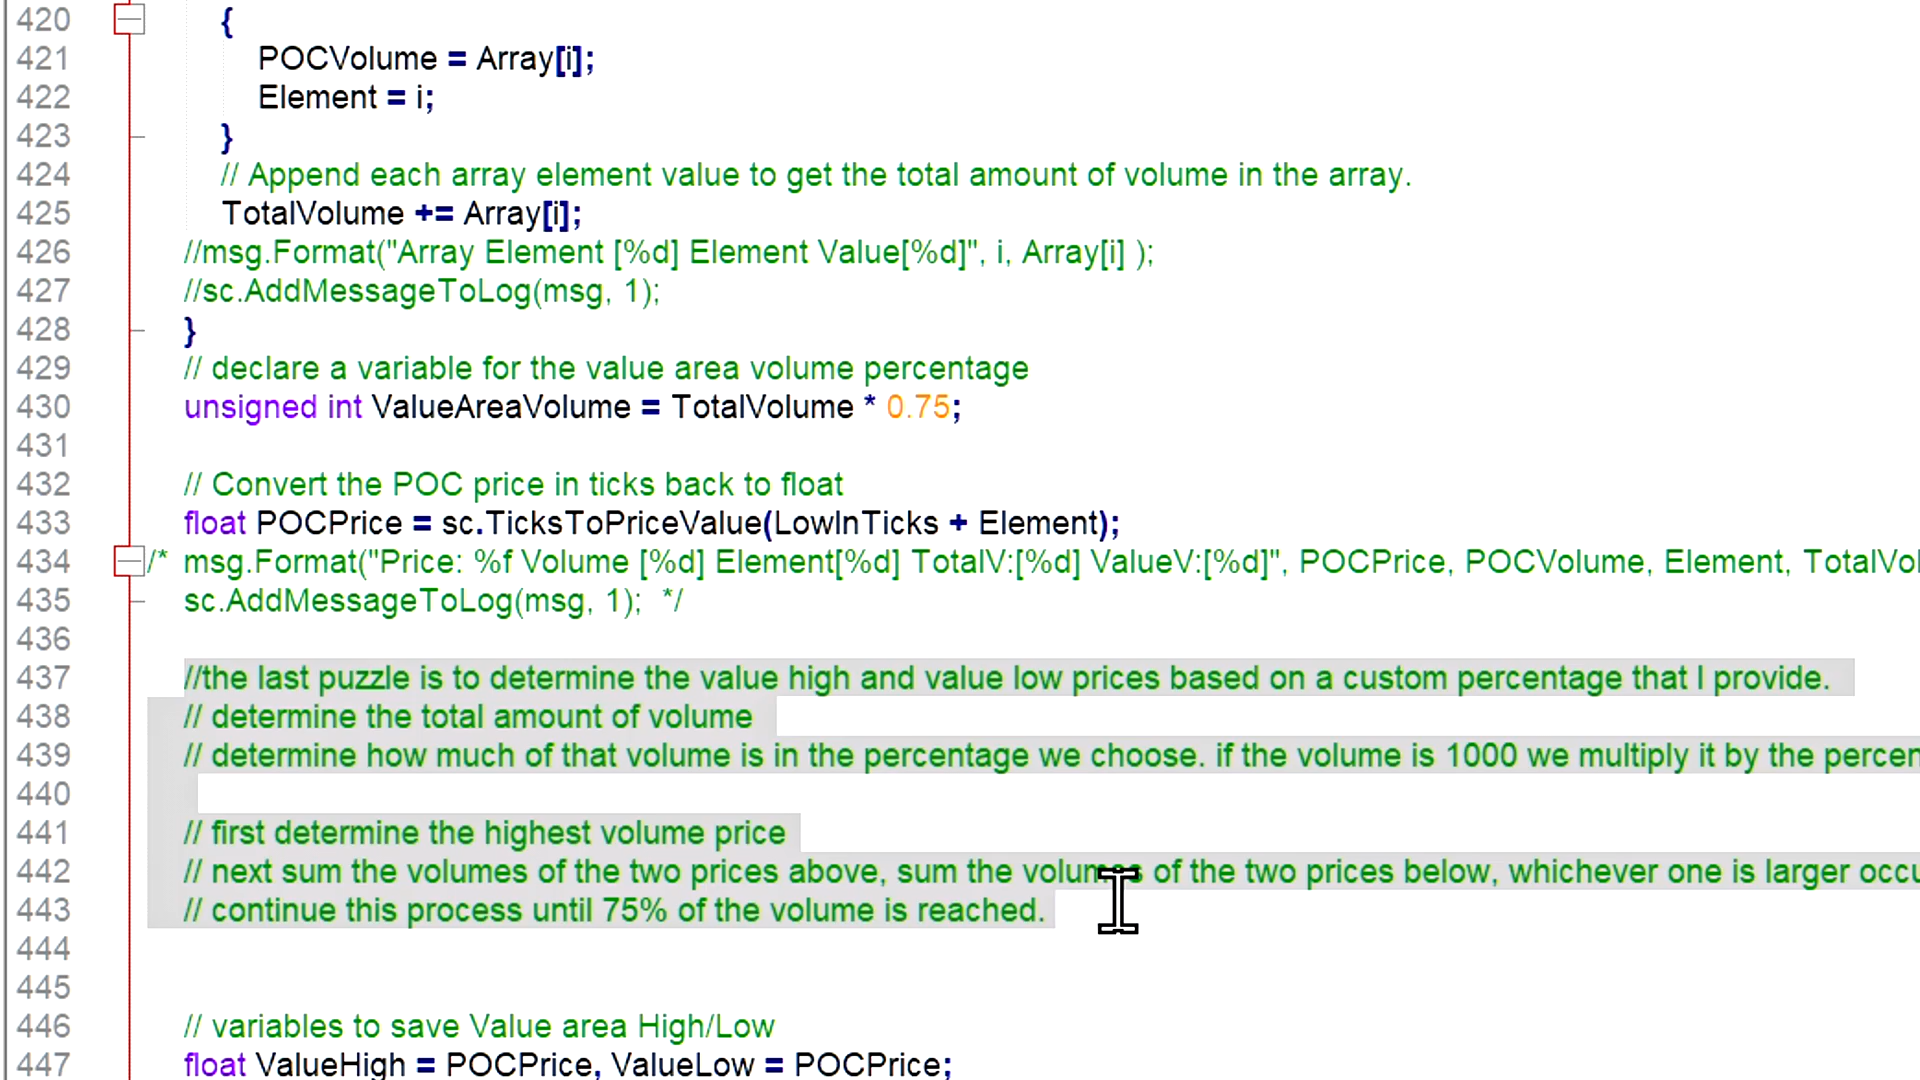 420 {
421 POCVolume = Array[i];
422 Element = i;
423 }
424 // Append each array element value to get the total amount of volume in the array.
425 TotalVolume += Array[i];
426 //msg.Format("Array Element [%d] Element Value[%d]", i, Array[i] );
427 //sc.AddMessageToLog(msg, 1);
428 }
429 // declare a variable for the value area volume percentage
430 unsigned int ValueAreaVolume = TotalVolume * 0.75;
431
432 // Convert the POC price in ticks back to float
433 float POCPrice = sc.TicksToPriceValue(LowInTicks + Element);
434 /* msg.Format("Price: %f Volume [%d] Element[%d] TotalV:[%d] ValueV:[%d]", POCPrice, POCVolume, Element, TotalVol
435 sc.AddMessageToLog(msg, 1); */
436
437 //the last puzzle is to determine the value high and value low prices based on a custom percentage that I provide.
438 // determine the total amount of volume
439 // determine how much of that volume is in the percentage we choose. if the volume is 1000 we multiply it by the percen
440
441 // first determine the highest volume price
442 // next sum the volumes of the two prices above, sum the volumes of the two prices below, whichever one is larger occu
443 // continue this process until 75% of the volume is reached.
444
445
446 // variables to save Value area High/Low
447 float ValueHigh = POCPrice, ValueLow = POCPrice;